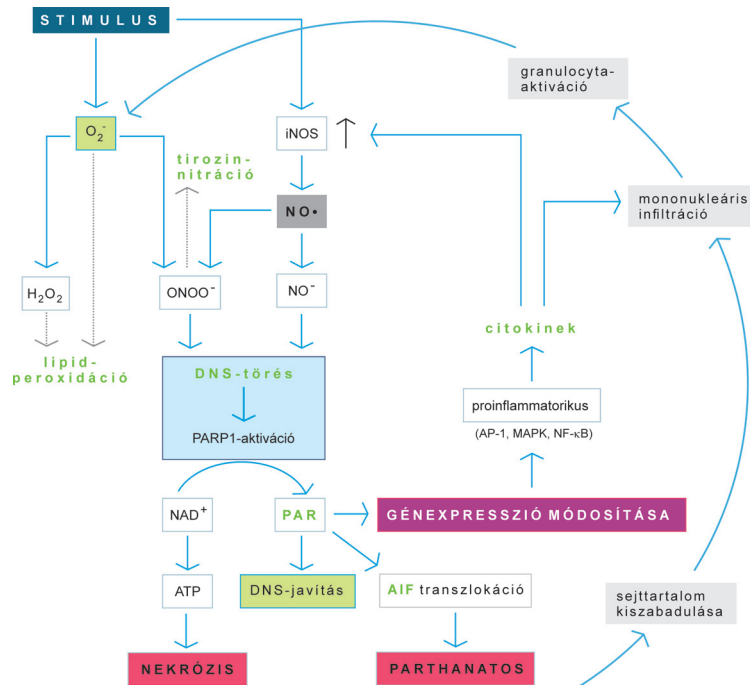 STIMULUS
granulocyta-
aktiváció
O₂⁻
iNOS
tirozin-
nitráció
mononukleáris
infiltráció
NO•
H₂O₂
ONOO⁻
NO⁻
citokinek
lipid-
peroxidáció
DNS-törés
proinflammatorikus
PARP1-aktiváció
(AP-1, MAPK, NF-κB)
NAD⁺
PAR
GÉNEXPRESSZIÓ MÓDOSÍTÁSA
ATP
DNS-javítás
AIF transzlokáció
sejttartalom
kiszabadulása
NEKRÓZIS
PARTHANATOS